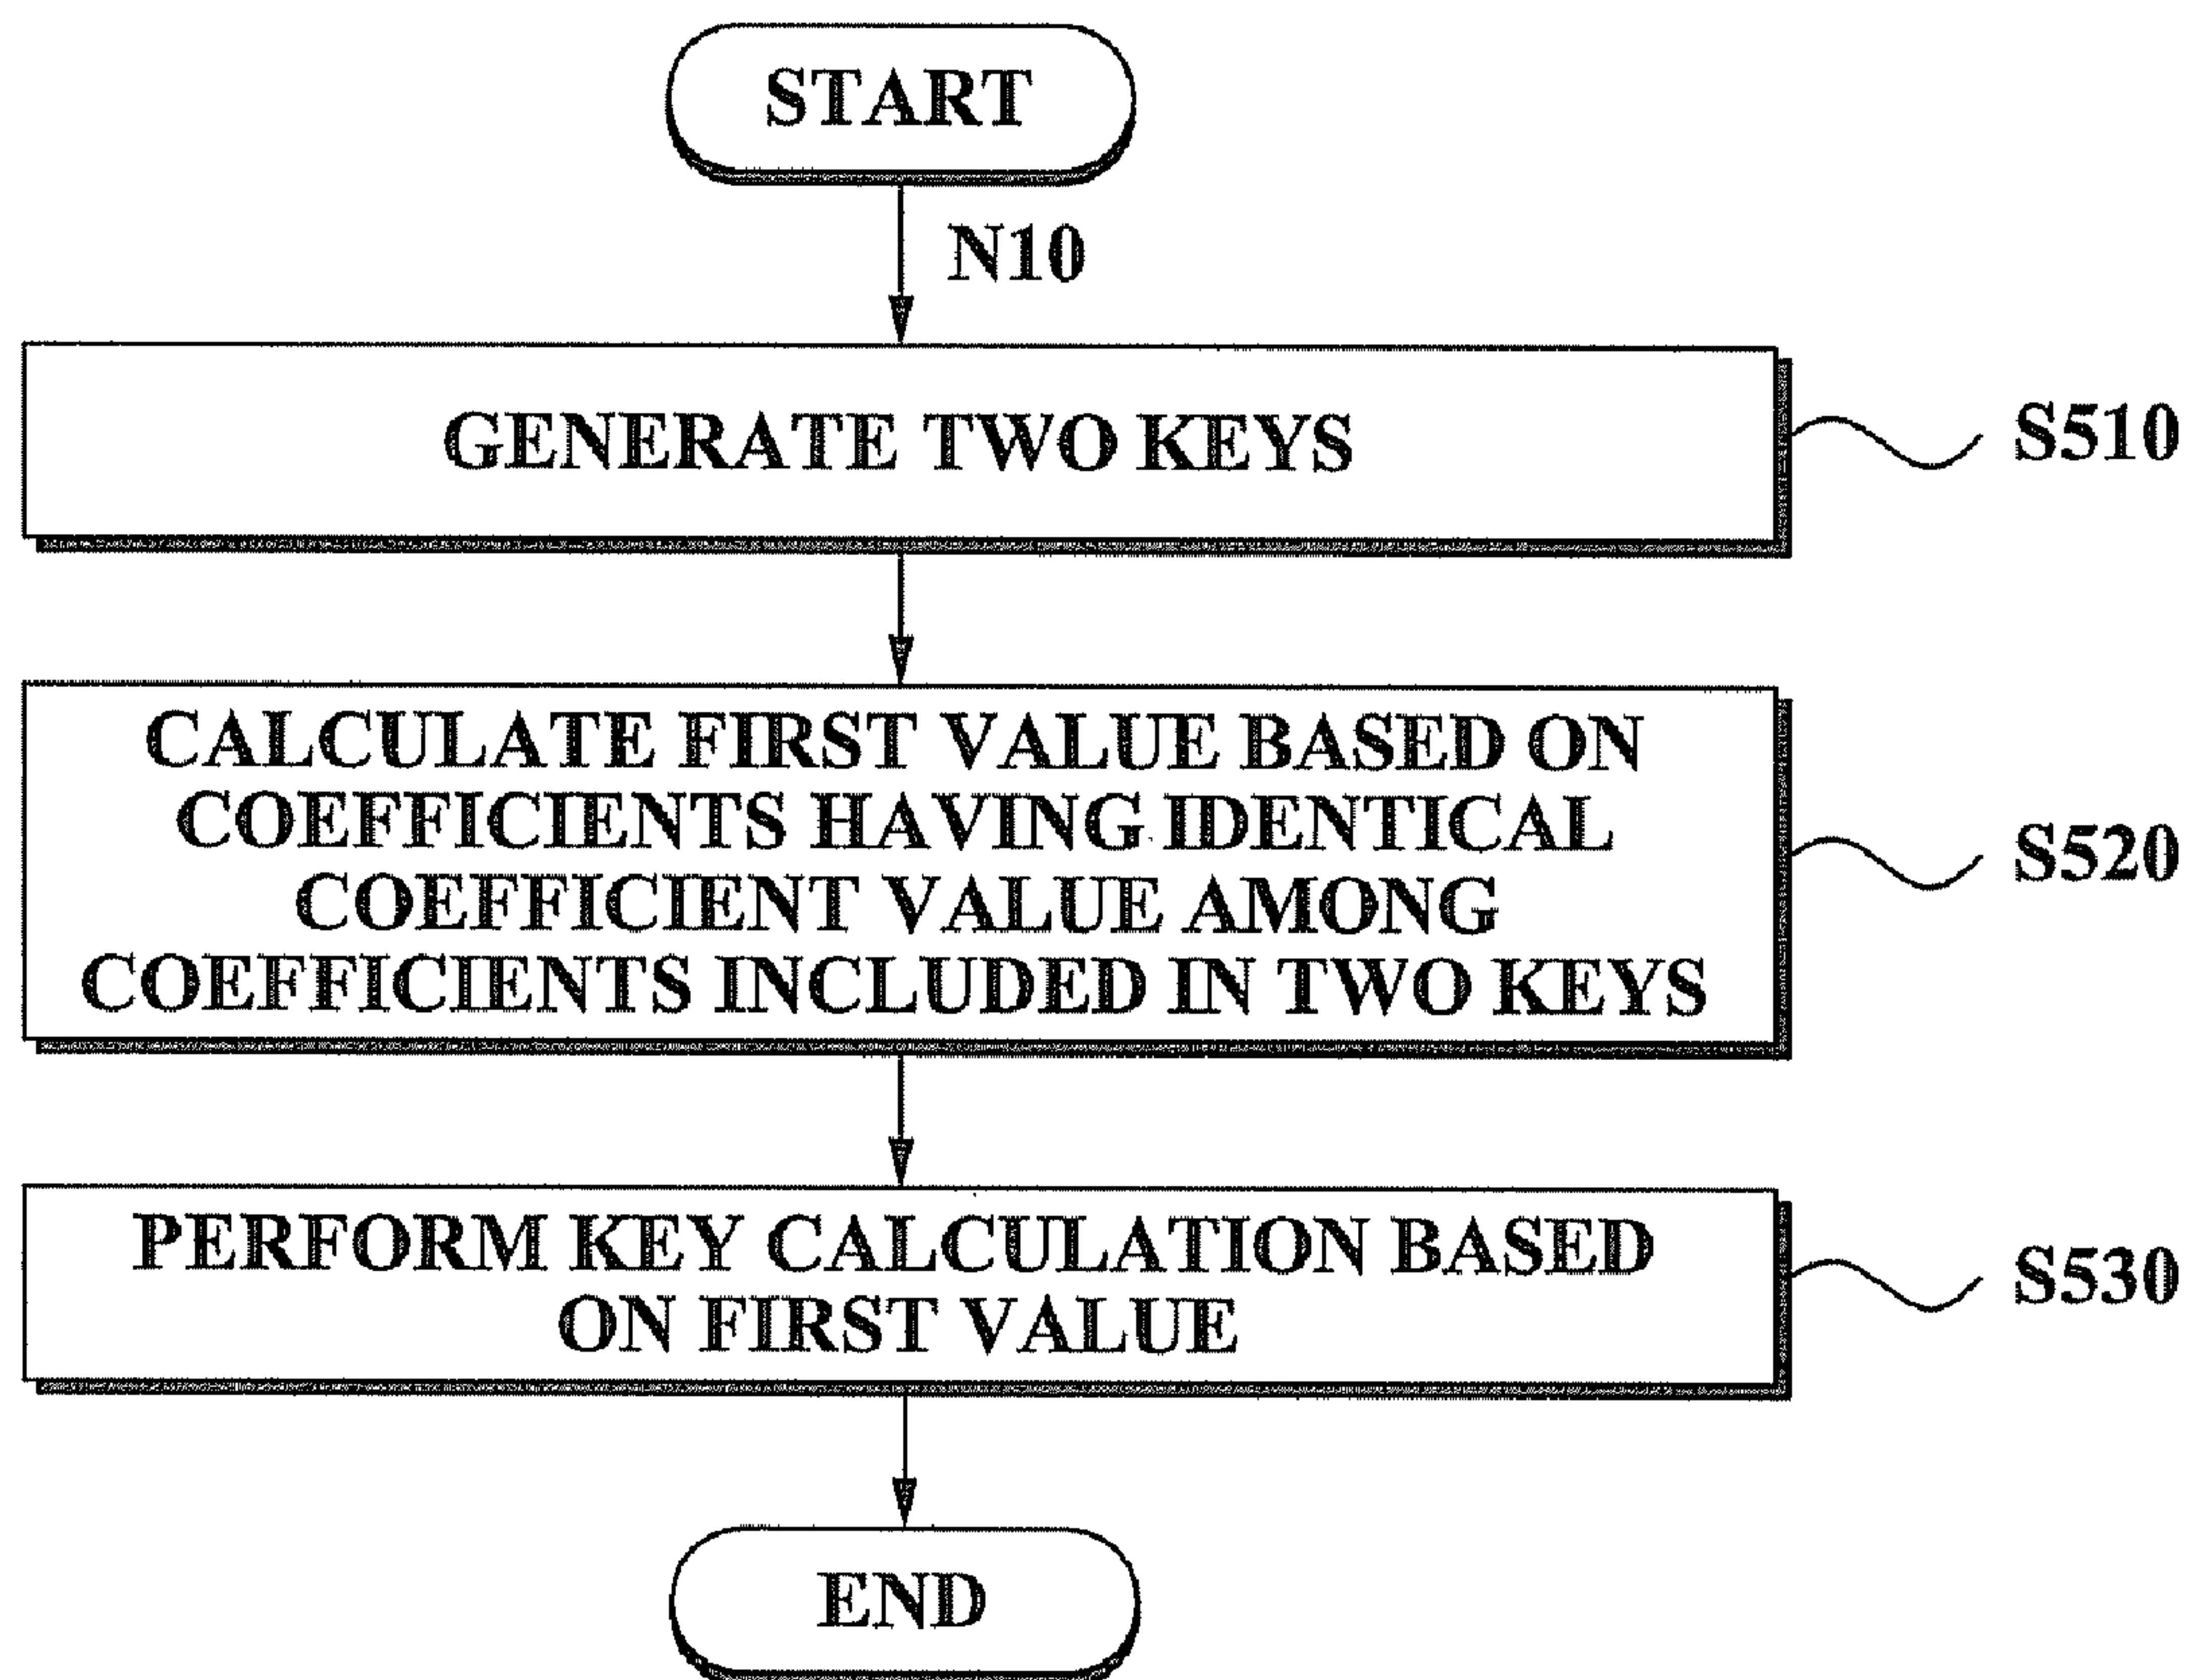 START
N10
GENERATE TWO KEYS
S510
CALCULATE FIRST VALUE BASED ON
COEFFICIENTS HAVING IDENTICAL
COEFFICIENT VALUE AMONG
COEFFICIENTS INCLUDED IN TWO KEYS
S520
PERFORM KEY CALCULATION BASED
ON FIRST VALUE
S530
END